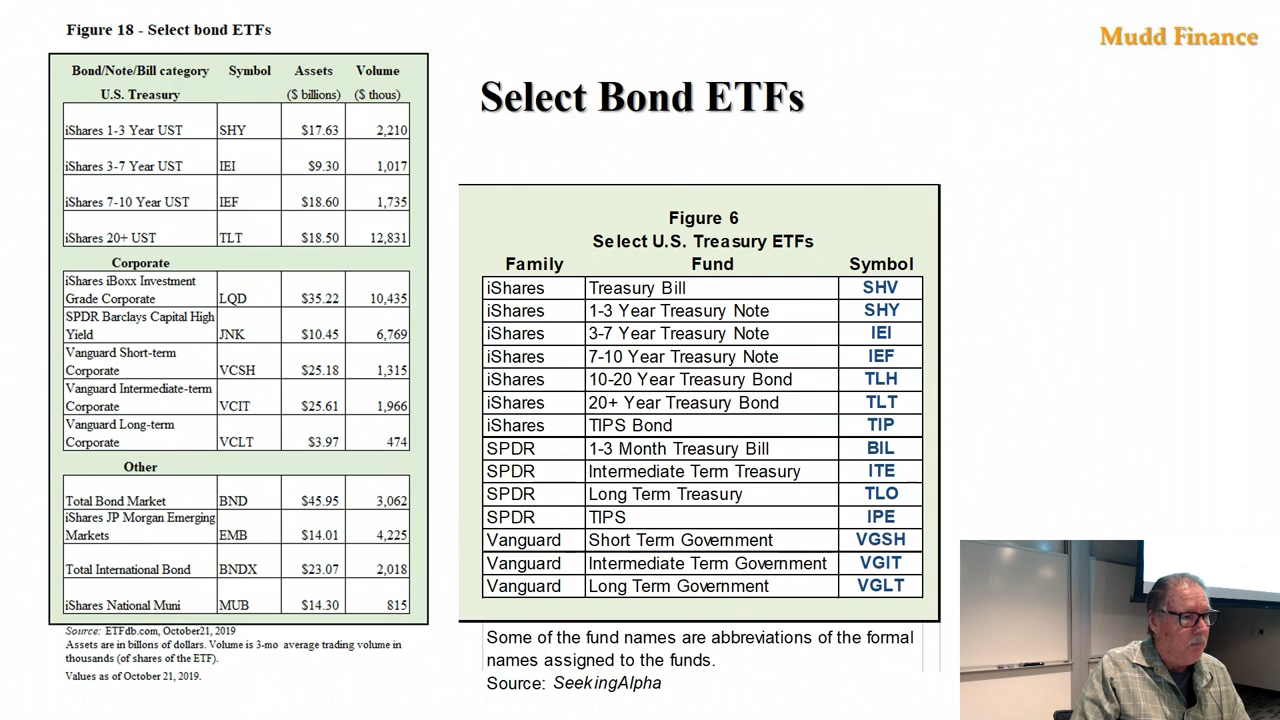 Figure 18 - Select bond ETFs
Mudd Finance
Select Bond ETFs
Bond/Note/Bill category Symbol Assets Volume
U.S. Treasury ($ billions) ($ thous)
iShares 1-3 Year UST SHY $17.63 2,210
iShares 3-7 Year UST IEI $9.30 1,017
iShares 7-10 Year UST IEF $18.60 1,735
iShares 20+ UST TLT $18.50 12,831
Corporate
iShares iBoxx Investment
Grade Corporate LQD $35.22 10,435
SPDR Barclays Capital High
Yield JNK $10.45 6,769
Vanguard Short-term
Corporate VCSH $25.18 1,315
Vanguard Intermediate-term
Corporate VCIT $25.61 1,966
Vanguard Long-term
Corporate VCLT $3.97 474
Other
Total Bond Market BND $45.95 3,062
iShares JP Morgan Emerging
Markets EMB $14.01 4,225
Total International Bond BNDX $23.07 2,018
iShares National Muni MUB $14.30 815
Source: ETFdb.com, October21, 2019
Assets are in billons of dollars. Volume is 3-mo average trading volume in
thousands (of shares of the ETF).
Values as of October 21, 2019.
Figure 6
Select U.S. Treasury ETFs
Family Fund Symbol
iShares Treasury Bill SHV
iShares 1-3 Year Treasury Note SHY
iShares 3-7 Year Treasury Note IEI
iShares 7-10 Year Treasury Note IEF
iShares 10-20 Year Treasury Bond TLH
iShares 20+ Year Treasury Bond TLT
iShares TIPS Bond TIP
SPDR 1-3 Month Treasury Bill BIL
SPDR Intermediate Term Treasury ITE
SPDR Long Term Treasury TLO
SPDR TIPS IPE
Vanguard Short Term Government VGSH
Vanguard Intermediate Term Government VGIT
Vanguard Long Term Government VGLT
Some of the fund names are abbreviations of the formal
names assigned to the funds.
Source: SeekingAlpha